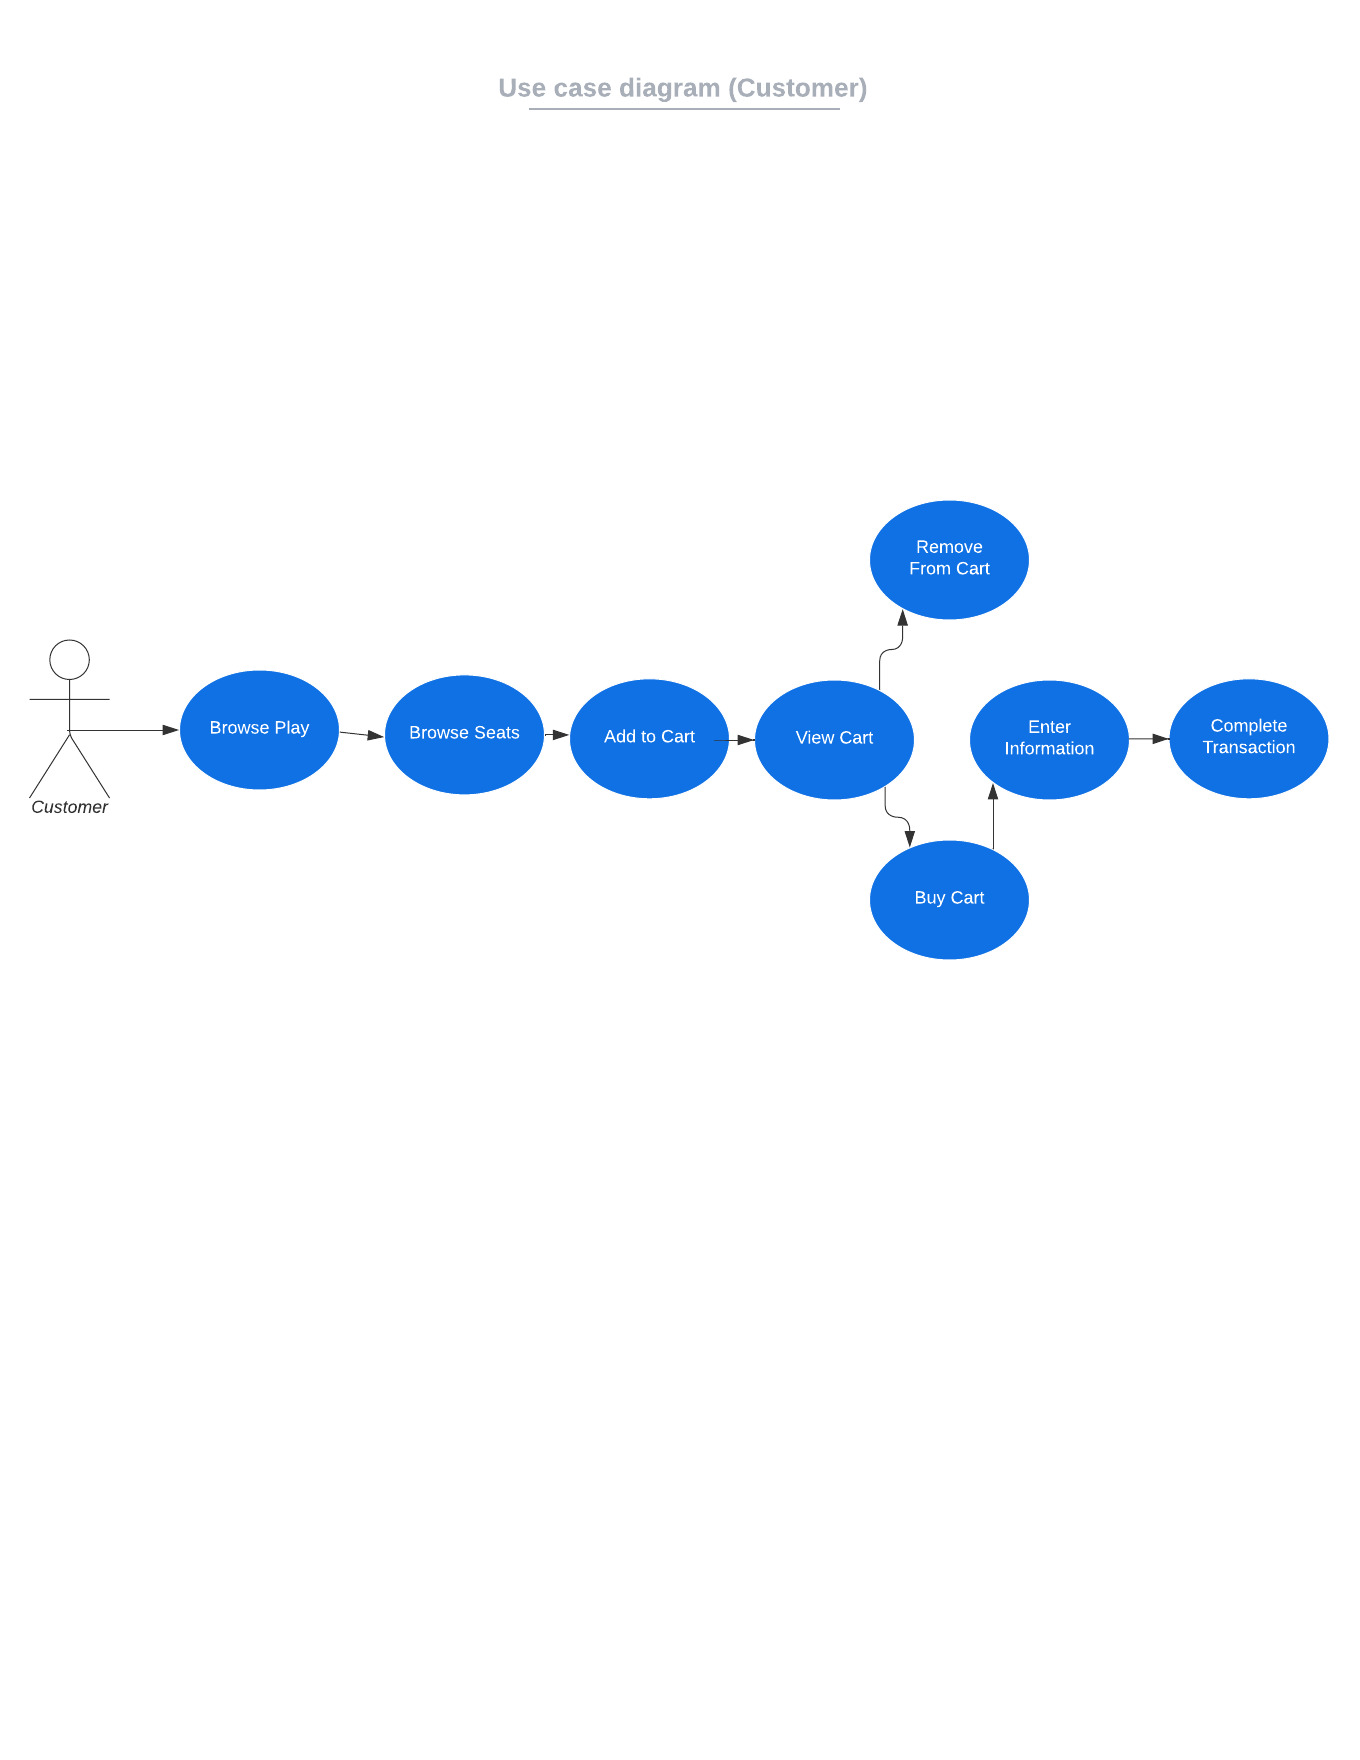 Use case diagram (Customer)
Remove
From Cart
Browse Play
Browse Seats
Add to Cart
View Cart
Enter
Information
Complete
Transaction
Customer
Buy Cart